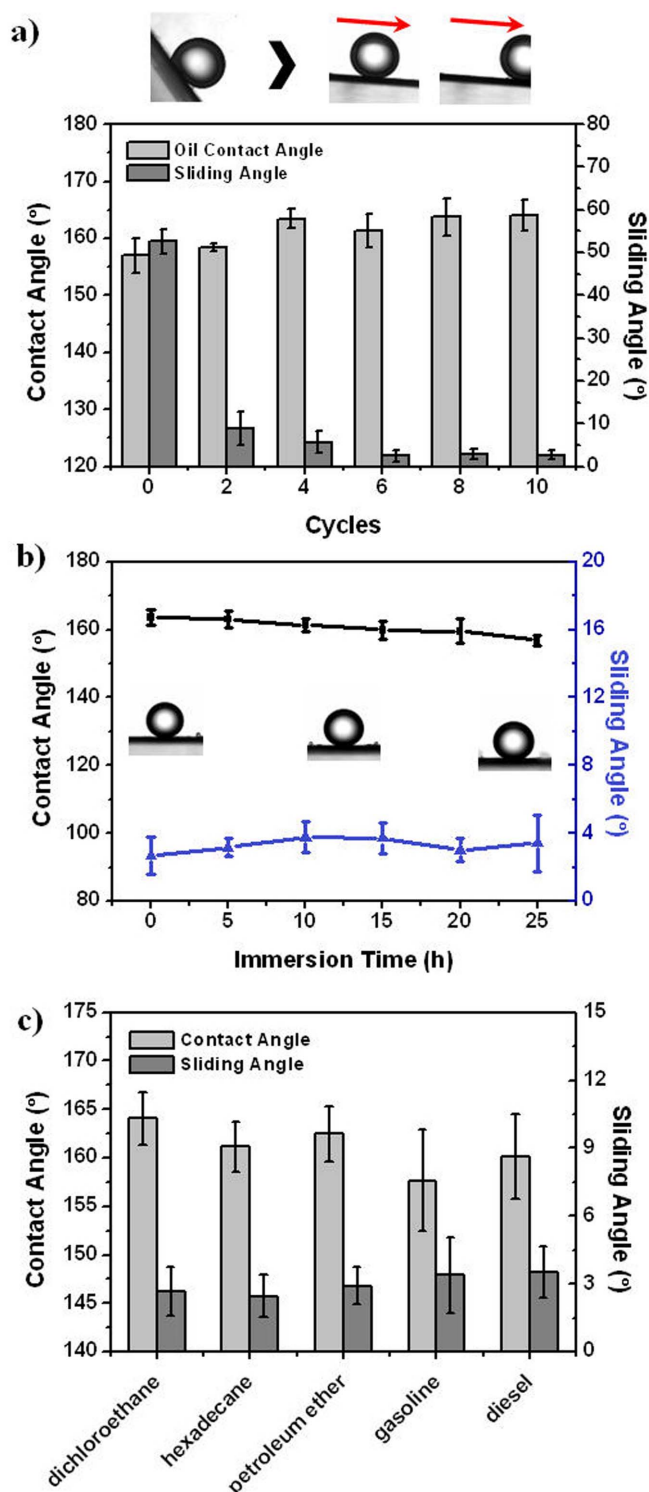 a)
180
170
160
150
140
130
120
Contact Angle (º)
Oil Contact Angle
Sliding Angle
80
70
60
50
40
30
20
10
0
Sliding Angle (º)
0 2 4 6 8 10
Cycles
b)
180
160
140
120
100
80
Contact Angle (º)
20
16
12
8
4
0
Sliding Angle (º)
0 5 10 15 20 25
Immersion Time (h)
c)
175
170
165
160
155
150
145
140
Contact Angle (º)
Contact Angle
Sliding Angle
15
12
9
6
3
0
Sliding Angle (º)
dichloroethane
hexadecane
petroleum ether
gasoline
diesel